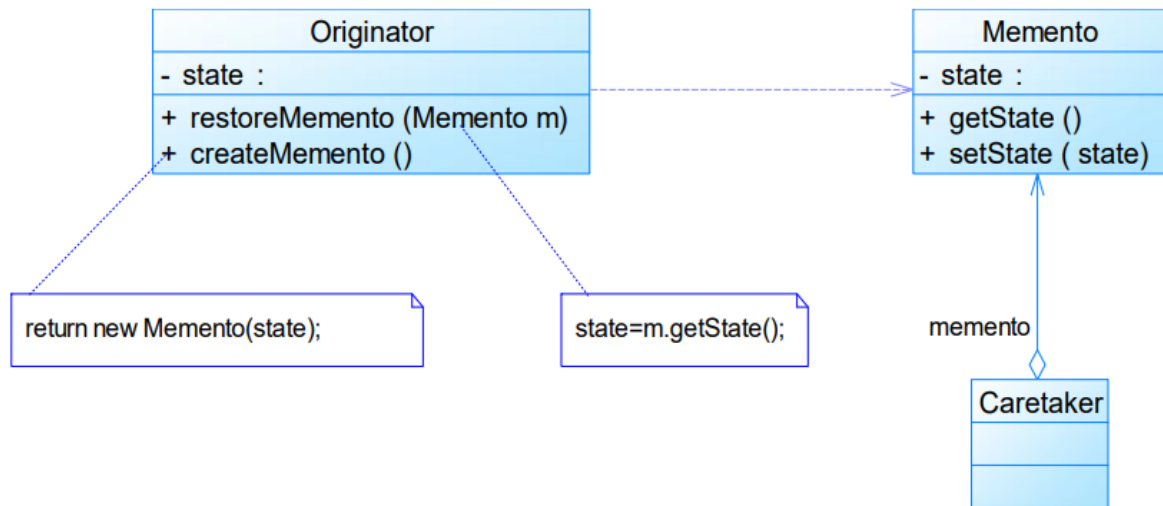 Originator
- state :
+ restoreMemento (Memento m)
+ createMemento ()
Memento
- state :
+ getState ()
+ setState ( state)
return new Memento(state);
state=m.getState();
memento
Caretaker